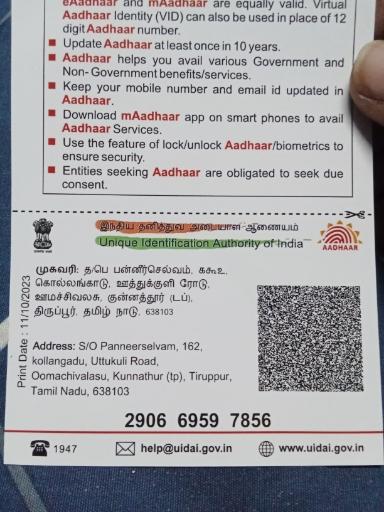 eAadhaar and mAadhaar are equally valid. Virtual
Aadhaar Identity (VID) can also be used in place of 12
digit Aadhaar number.
Update Aadhaar at least once in 10 years.
Aadhaar helps you avail various Government and
Non- Government benefits/services.
Keep your mobile number and email id updated in
Aadhaar.
Download mAadhaar app on smart phones to avail
Aadhaar Services.
Use the feature of lock/unlock Aadhaar/biometrics to
ensure security.
Entities seeking Aadhaar are obligated to seek due
consent.
இந்திய தனித்துவ அடையாள ஆணையம்
Unique Identification Authority of India
AADHAAR
Print Date : 11/10/2023
முகவரி: த/பெ பன்னீர்செல்வம், ௧௬௨,
கொல்லங்காடு, ஊத்துக்குளி ரோடு,
ஊமச்சிவலசு, குன்னத்தூர் (டப்),
திருப்பூர், தமிழ் நாடு, 638103
Address: S/O Panneerselvam, 162,
kollangadu, Uttukuli Road,
Oomachivalasu, Kunnathur (tp), Tiruppur,
Tamil Nadu, 638103
2906 6959 7856
1947 help@uidai.gov.in www.uidai.gov.in